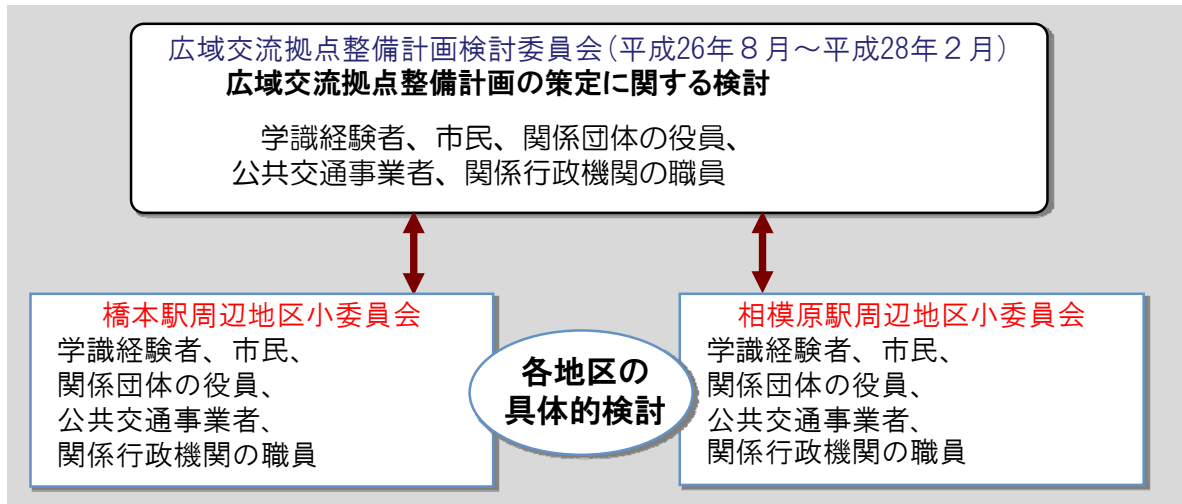 広域交流拠点整備計画検討委員会(平成26年８月～平成28年２月)
広域交流拠点整備計画の策定に関する検討
学識経験者、市民、関係団体の役員、
公共交通事業者、関係行政機関の職員
橋本駅周辺地区小委員会
学識経験者、市民、
関係団体の役員、
公共交通事業者、
関係行政機関の職員
各地区の
具体的検討
相模原駅周辺地区小委員会
学識経験者、市民、
関係団体の役員、
公共交通事業者、
関係行政機関の職員